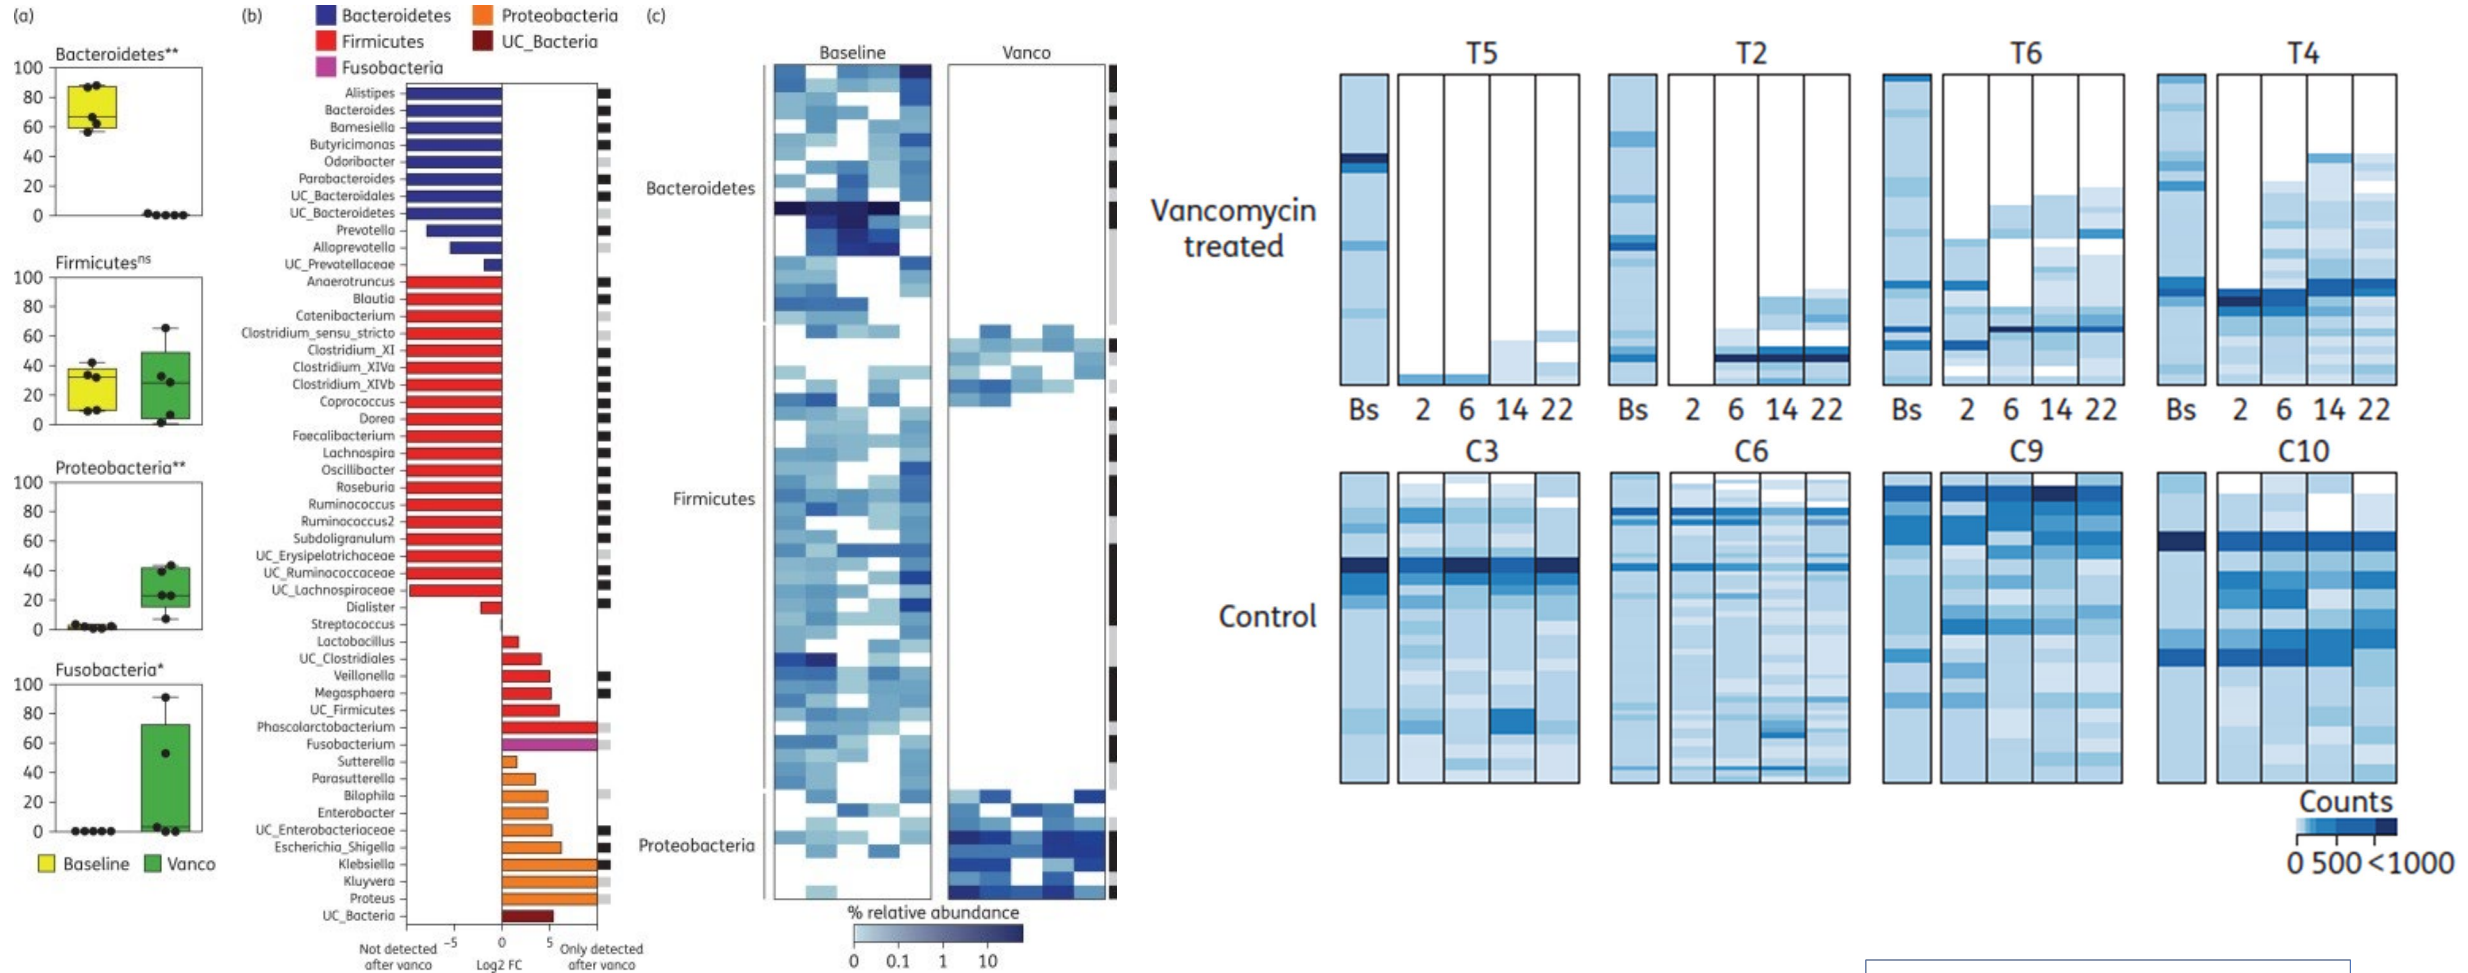 (a)
Bacteroidetes**
100
80
60
40
20
0
Firmicutesns
100
80
60
40
20
0
Proteobacteria**
100
80
60
40
20
0
Fusobacteria*
100
80
60
40
20
0
Baseline Vanco
(b)
Bacteroidetes Proteobacteria
Firmicutes UC_Bacteria
Fusobacteria
Alistipes
Bacteroides
Barnesiella
Butyricimonas
Odoribacter
Parabacteroides
UC_Bacteroidales
UC_Bacteroidetes
Prevotella
Alloprevotella
UC_Prevotellaceae
Anaerotruncus
Blautia
Catenibacterium
Clostridium_sensu_stricto
Clostridium_XI
Clostridium_XIVa
Clostridium_XIVb
Coprococcus
Dorea
Faecalibacterium
Lachnospira
Oscillibacter
Roseburia
Ruminococcus
Ruminococcus2
Subdoligranulum
UC_Erysipelotrichaceae
UC_Ruminococcaceae
UC_Lachnospiraceae
Dialister
Streptococcus
Lactobacillus
UC_Clostridiales
Veillonella
Megasphaera
UC_Firmicutes
Phascolarctobacterium
Fusobacterium
Sutterella
Parasutterella
Bilophila
Enterobacter
UC_Enterobacteriaceae
Escherichia_Shigella
Klebsiella
Kluyvera
Proteus
UC_Bacteria
Not detected after vanco
-5 0 5
Log2 FC
Only detected after vanco
(c)
Baseline Vanco
Bacteroidetes
Firmicutes
Proteobacteria
% relative abundance
0 0.1 1 10
T5 T2 T6 T4
Vancomycin
treated
Bs 2 6 14 22 Bs 2 6 14 22 Bs 2 6 14 22 Bs 2 6 14 22
C3 C6 C9 C10
Control
Counts
0 500 <1000